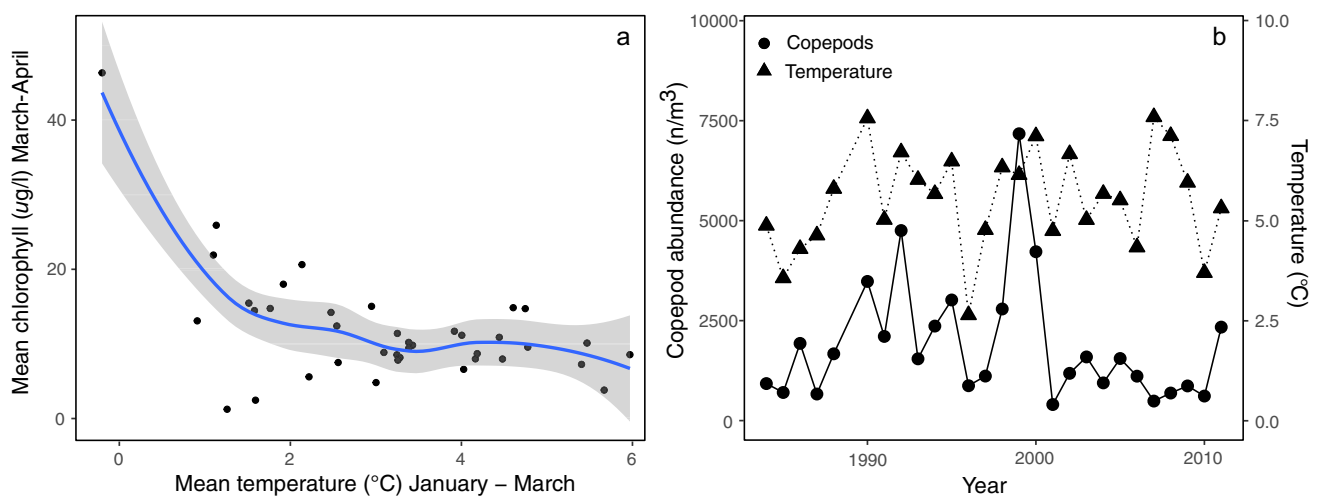 Mean chlorophyll (ug/l) March-April
40
20
0
a
0
2
4
6
Mean temperature (°C) January – March
Copepod abundance (n/m³)
10000
7500
5000
2500
0
Copepods
Temperature
b
10.0
7.5
5.0
2.5
0.0
Temperature (°C)
1990
2000
2010
Year